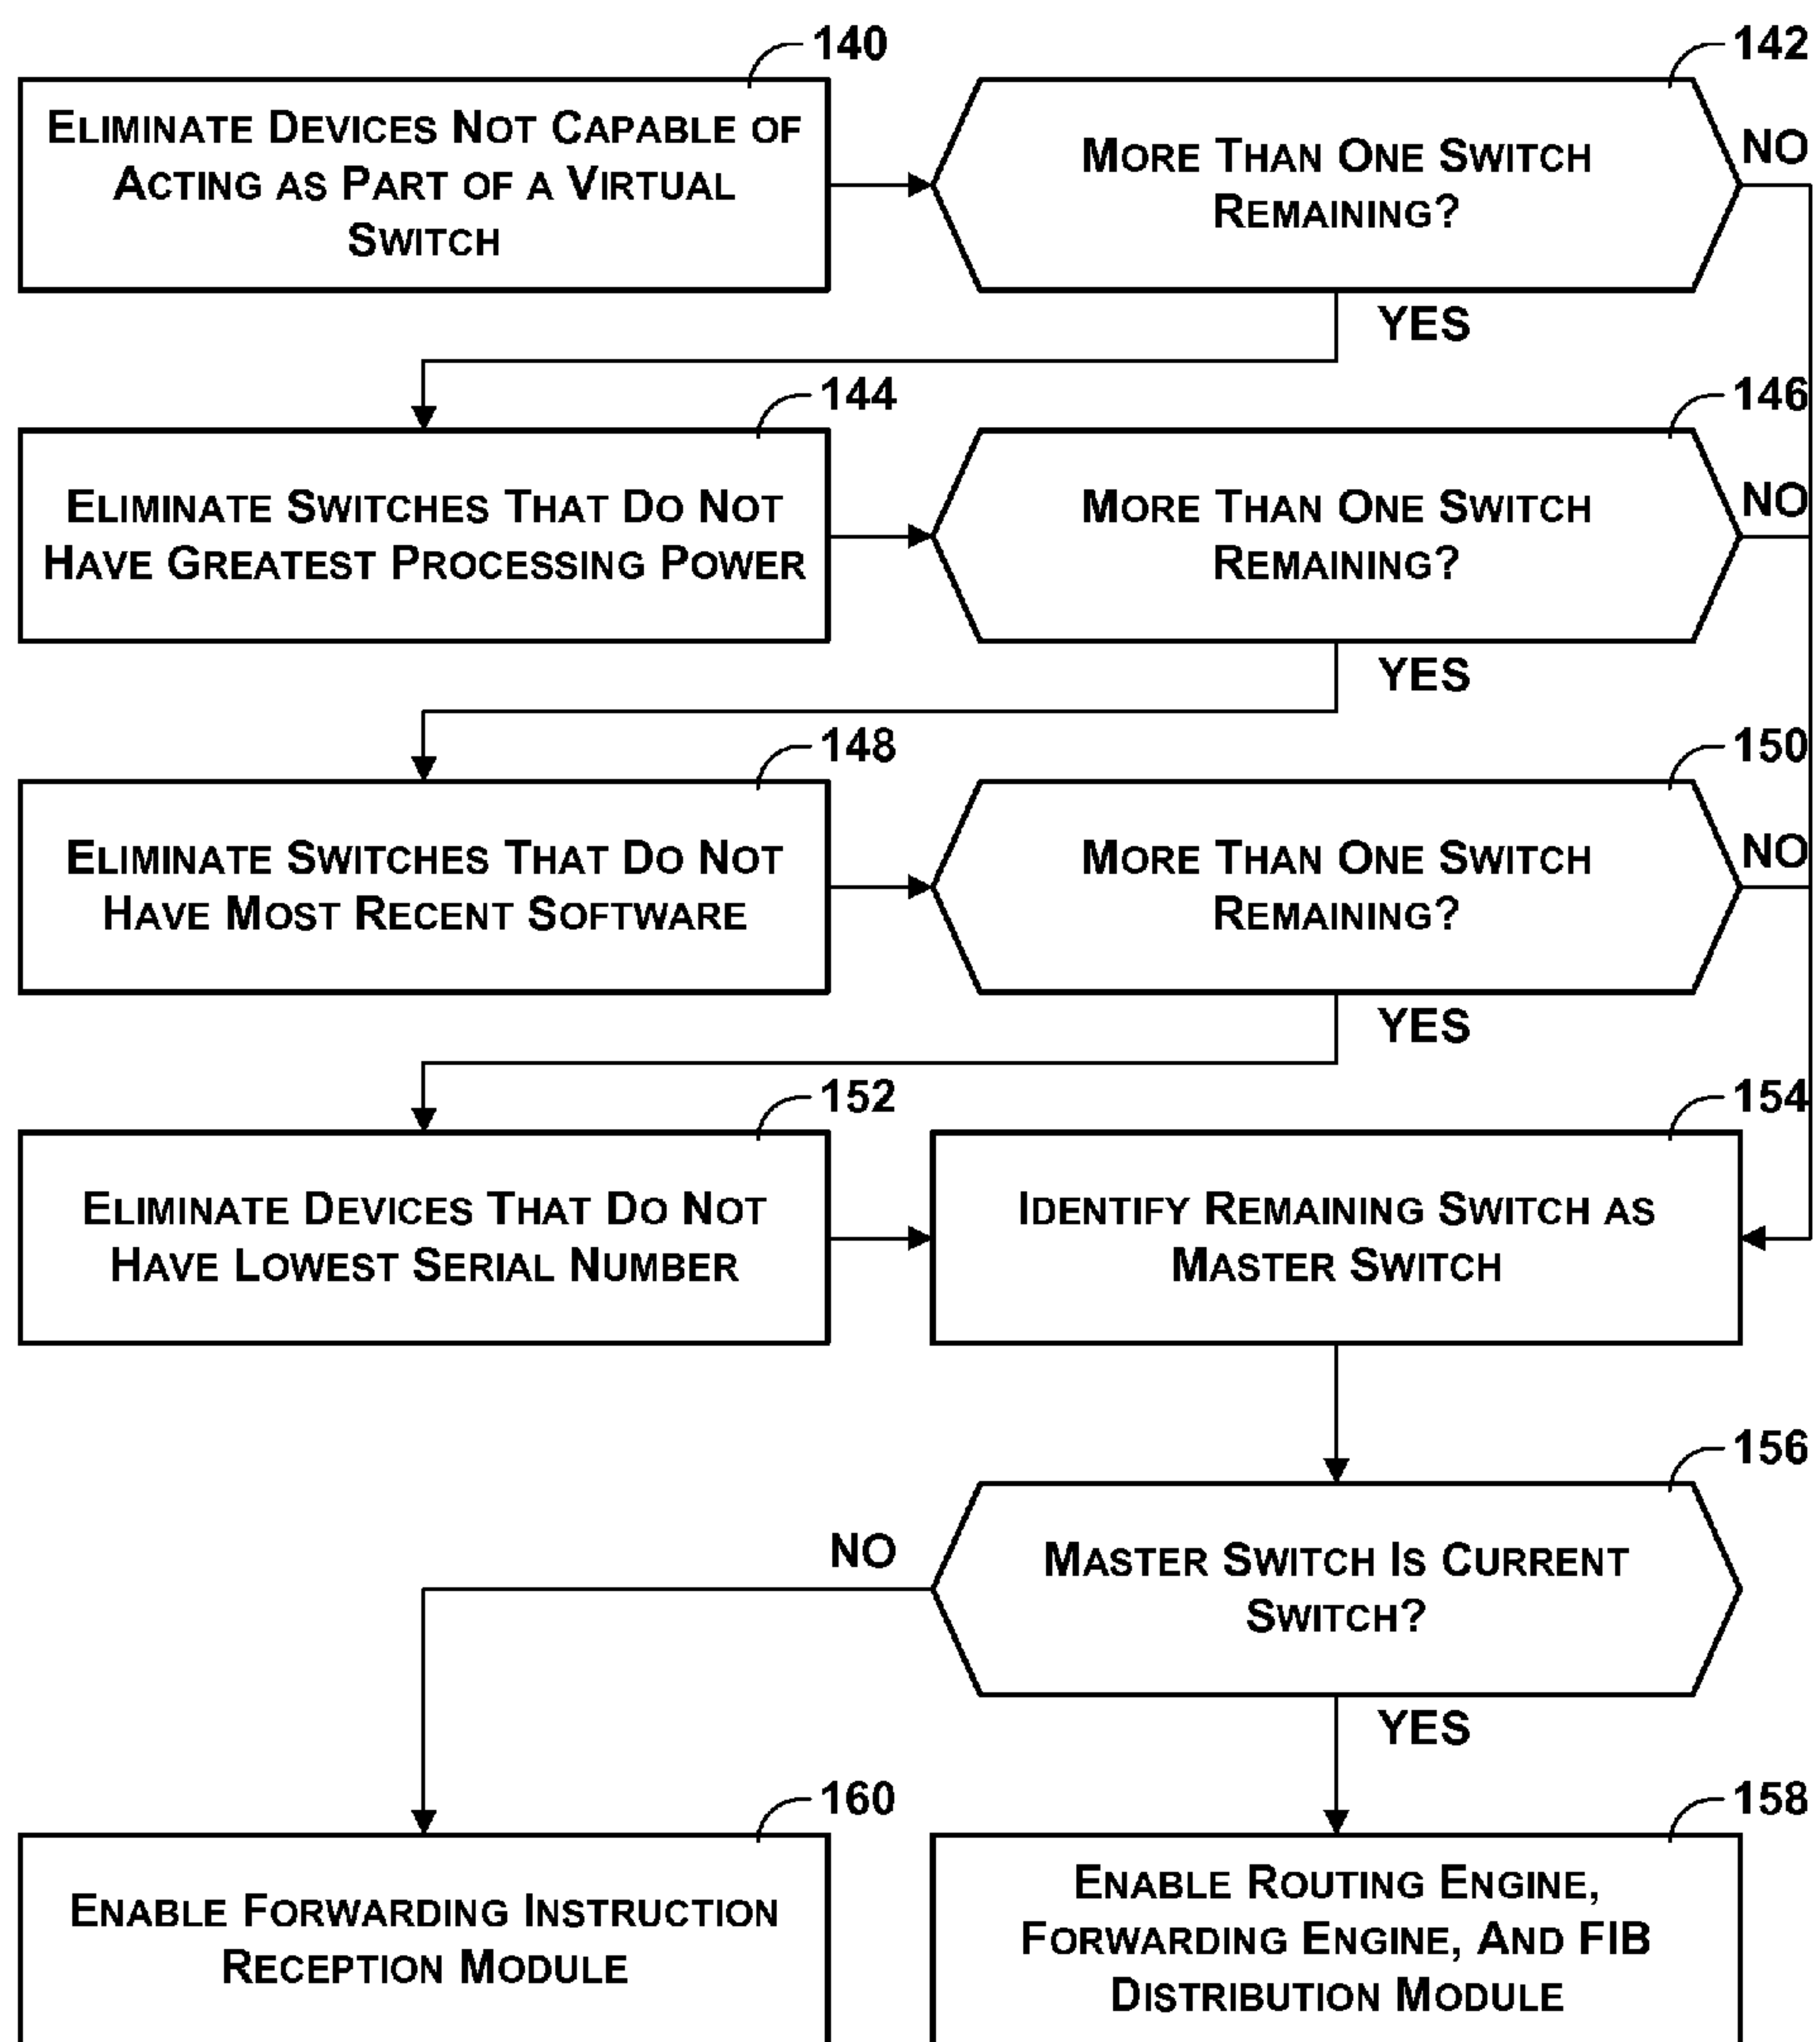 140
ELIMINATE DEVICES NOT CAPABLE OF
ACTING AS PART OF A VIRTUAL
SWITCH
142
MORE THAN ONE SWITCH
REMAINING?
NO
YES
144
ELIMINATE SWITCHES THAT DO NOT
HAVE GREATEST PROCESSING POWER
146
MORE THAN ONE SWITCH
REMAINING?
NO
YES
148
ELIMINATE SWITCHES THAT DO NOT
HAVE MOST RECENT SOFTWARE
150
MORE THAN ONE SWITCH
REMAINING?
NO
YES
152
ELIMINATE DEVICES THAT DO NOT
HAVE LOWEST SERIAL NUMBER
154
IDENTIFY REMAINING SWITCH AS
MASTER SWITCH
156
MASTER SWITCH IS CURRENT
SWITCH?
NO
YES
160
ENABLE FORWARDING INSTRUCTION
RECEPTION MODULE
158
ENABLE ROUTING ENGINE,
FORWARDING ENGINE, AND FIB
DISTRIBUTION MODULE